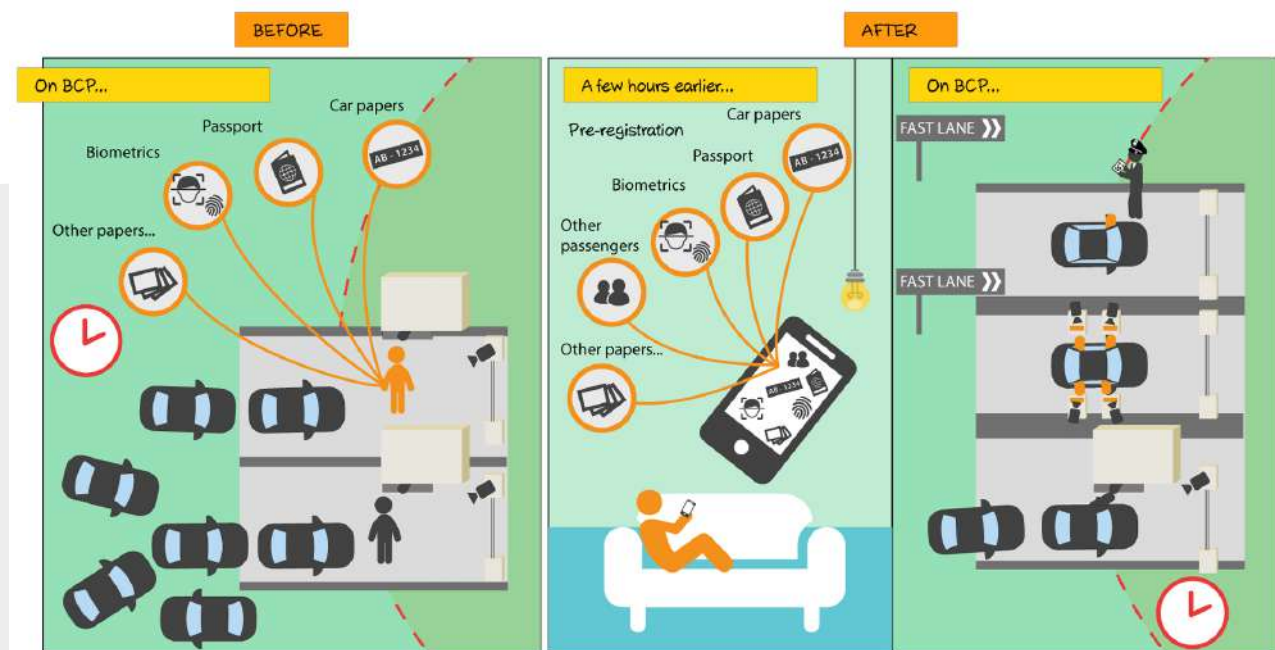 BEFORE
On BCP...
Car papers
AB - 1234
Passport
Biometrics
Other papers...
AFTER
A few hours earlier...
Pre-registration
Car papers
AB - 1234
Passport
Biometrics
Other
passengers
Other papers...
AB - 1234
On BCP...
FAST LANE
FAST LANE